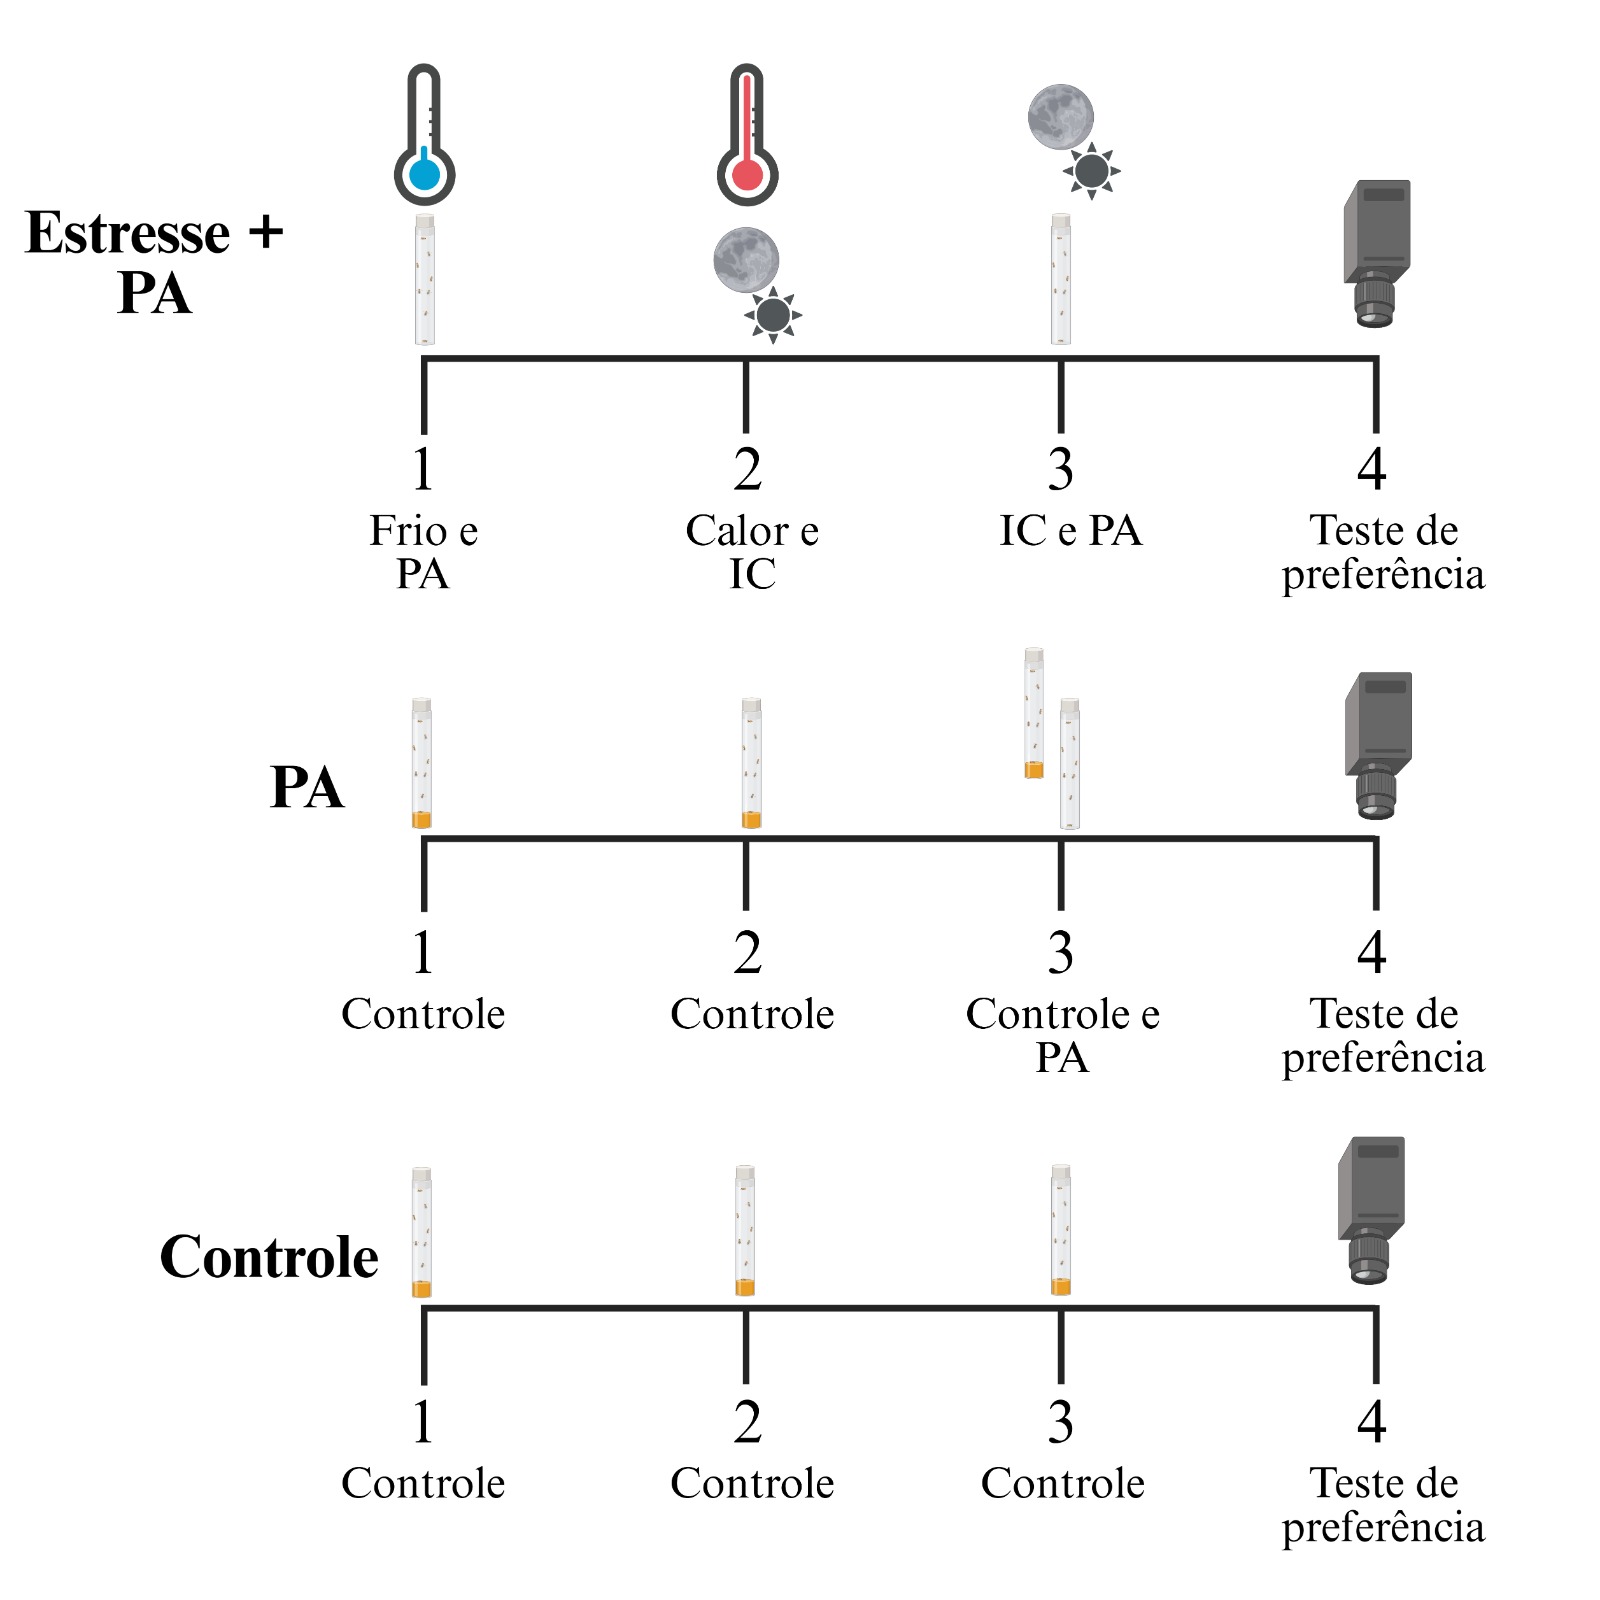 Estresse +
PA
1
2
3
4
Frio e
PA
Calor e
IC
IC e PA
Teste de
preferência
PA
1
2
3
4
Controle
Controle
Controle e
PA
Teste de
preferência
Controle
1
2
3
4
Controle
Controle
Controle
Teste de
preferência